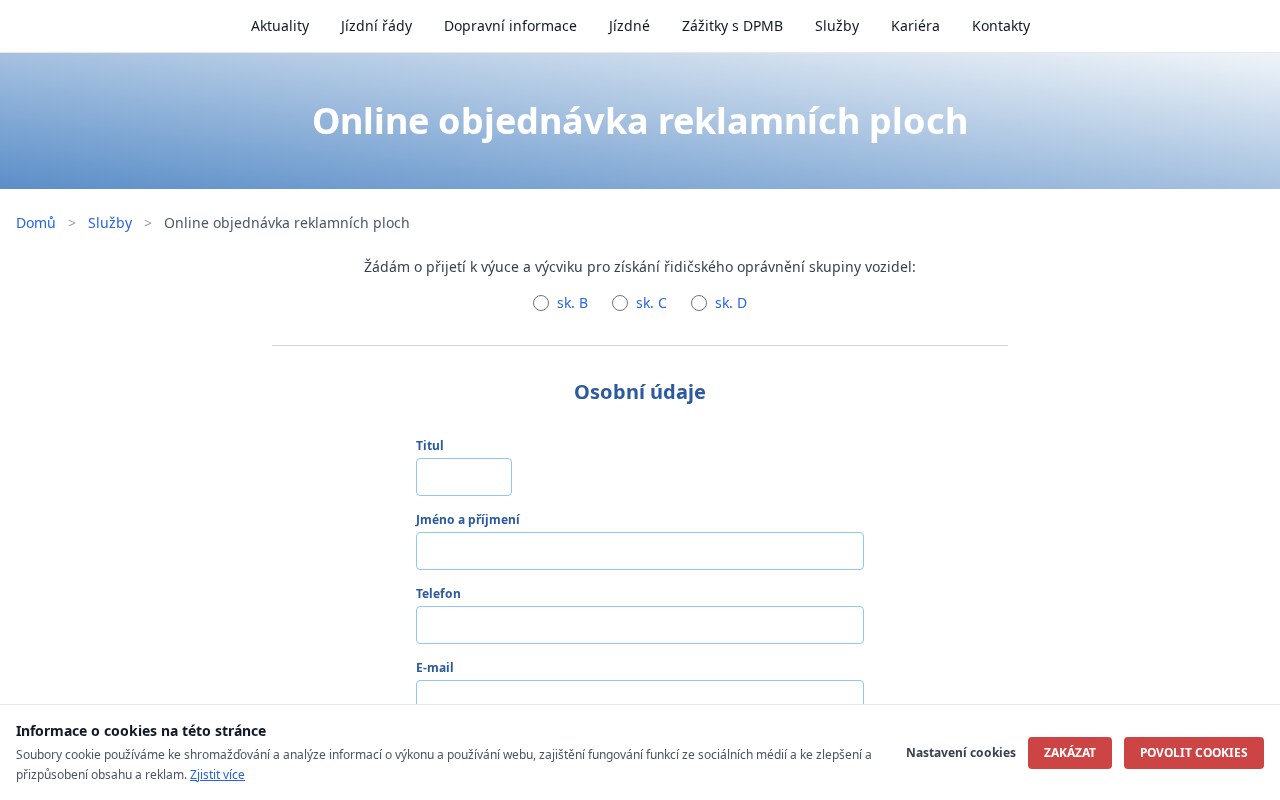 Aktuality Jízdní řády Dopravní informace Jízdné Zážitky s DPMB Služby Kariéra Kontakty
Online objednávka reklamních ploch
Domů > Služby > Online objednávka reklamních ploch
Žádám o přijetí k výuce a výcviku pro získání řidičského oprávnění skupiny vozidel:
sk. B sk. C sk. D
Osobní údaje
Titul
Jméno a příjmení
Telefon
E-mail
Informace o cookies na této stránce
Soubory cookie používáme ke shromažďování a analýze informací o výkonu a používání webu, zajištění fungování funkcí ze sociálních médií a ke zlepšení a
přizpůsobení obsahu a reklam. Zjistit více
Nastavení cookies ZAKÁZAT POVOLIT COOKIES